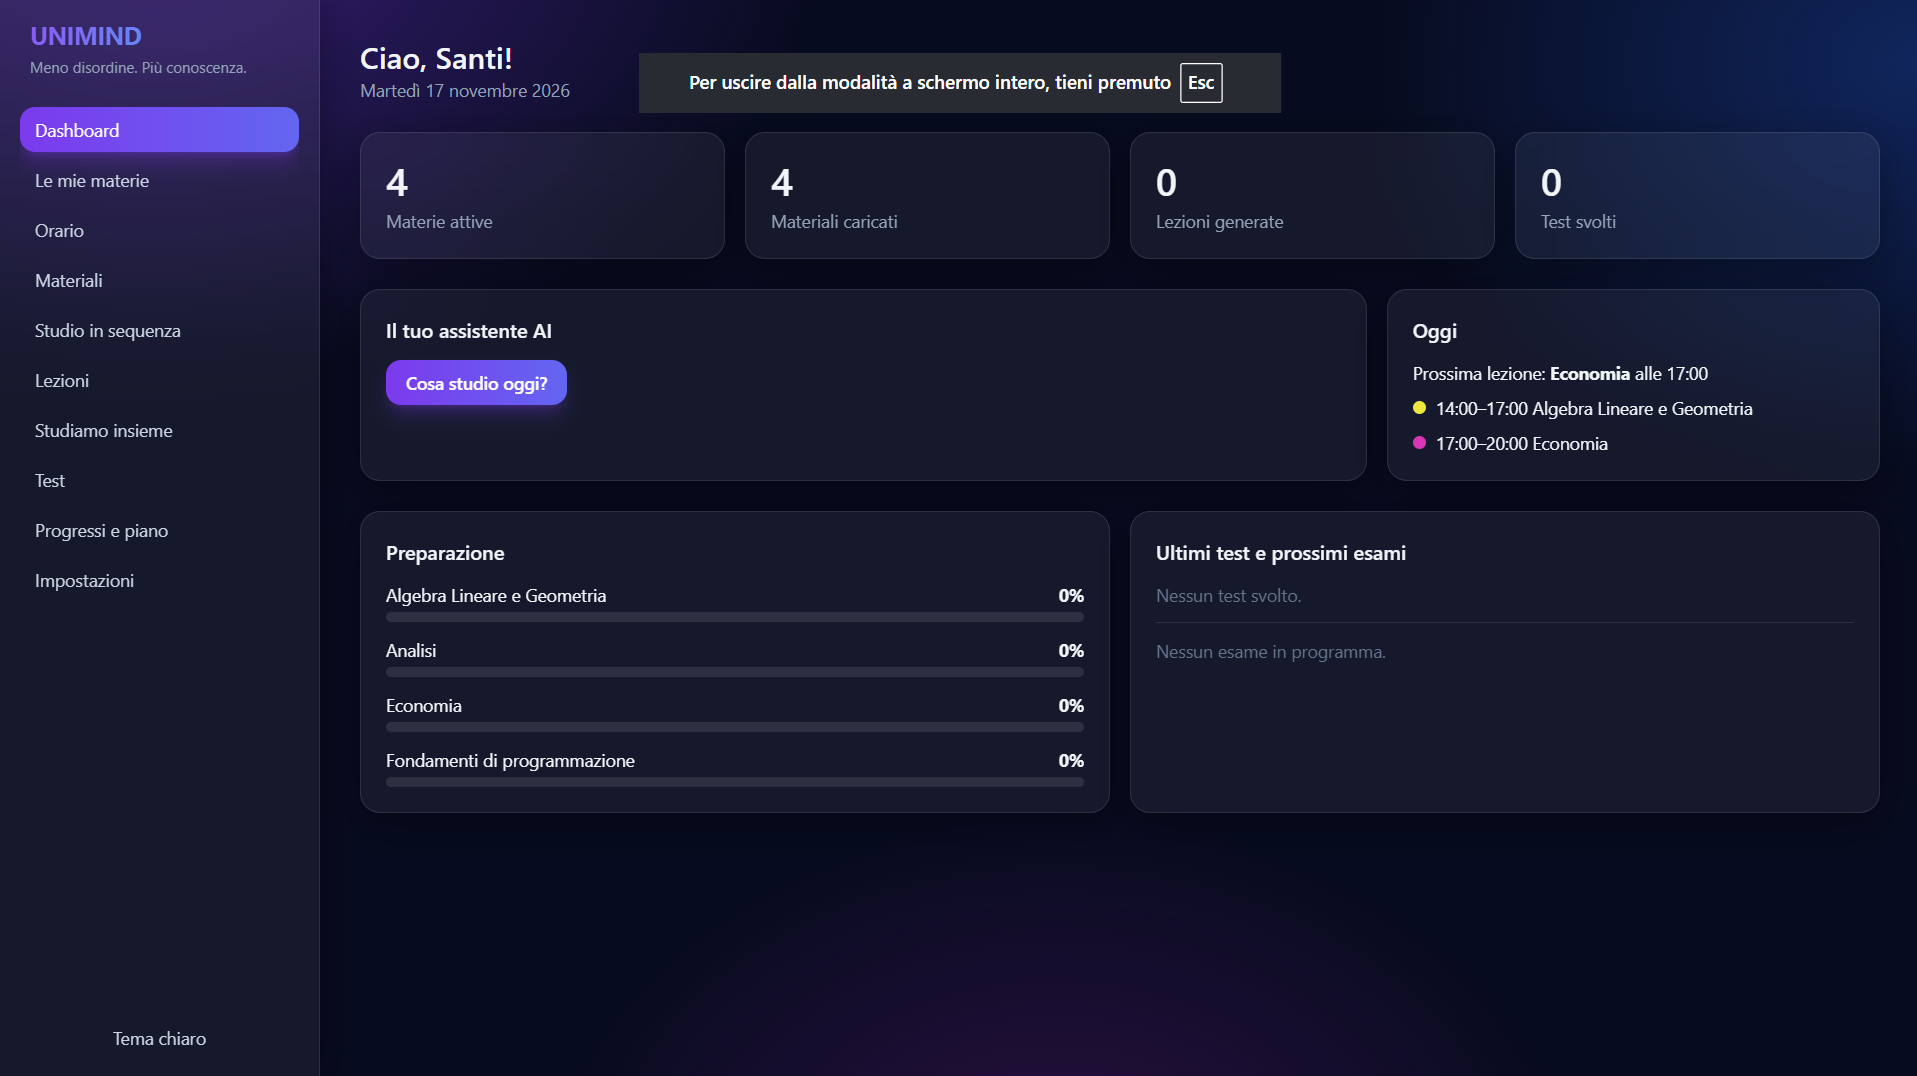 UNIMIND
Meno disordine. Più conoscenza.
Dashboard
Le mie materie
Orario
Materiali
Studio in sequenza
Lezioni
Studiamo insieme
Test
Progressi e piano
Impostazioni
Tema chiaro
Ciao, Santi!
Martedì 17 novembre 2026
Per uscire dalla modalità a schermo intero, tieni premuto Esc
4
Materie attive
4
Materiali caricati
0
Lezioni generate
0
Test svolti
Il tuo assistente AI
Cosa studio oggi?
Oggi
Prossima lezione: Economia alle 17:00
14:00–17:00 Algebra Lineare e Geometria
17:00–20:00 Economia
Preparazione
Algebra Lineare e Geometria 0%
Analisi 0%
Economia 0%
Fondamenti di programmazione 0%
Ultimi test e prossimi esami
Nessun test svolto.
Nessun esame in programma.